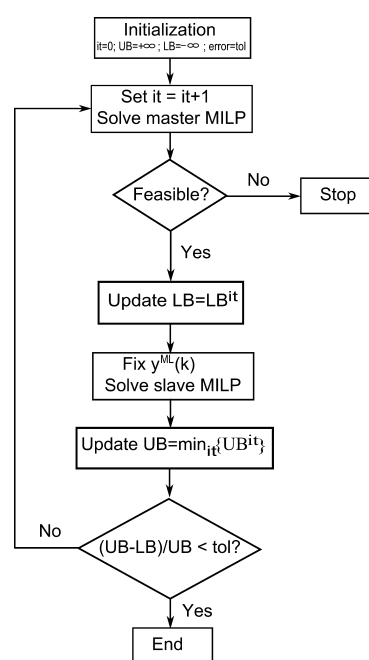 Initialization
it=0; UB=+∞ ; LB=-∞ ; error=tol
Set it = it+1
Solve master MILP
Feasible?
No
Stop
Yes
Update LB=LB^it
Fix y^ML(k)
Solve slave MILP
Update UB=min_it{UB^it}
No
(UB-LB)/UB < tol?
Yes
End